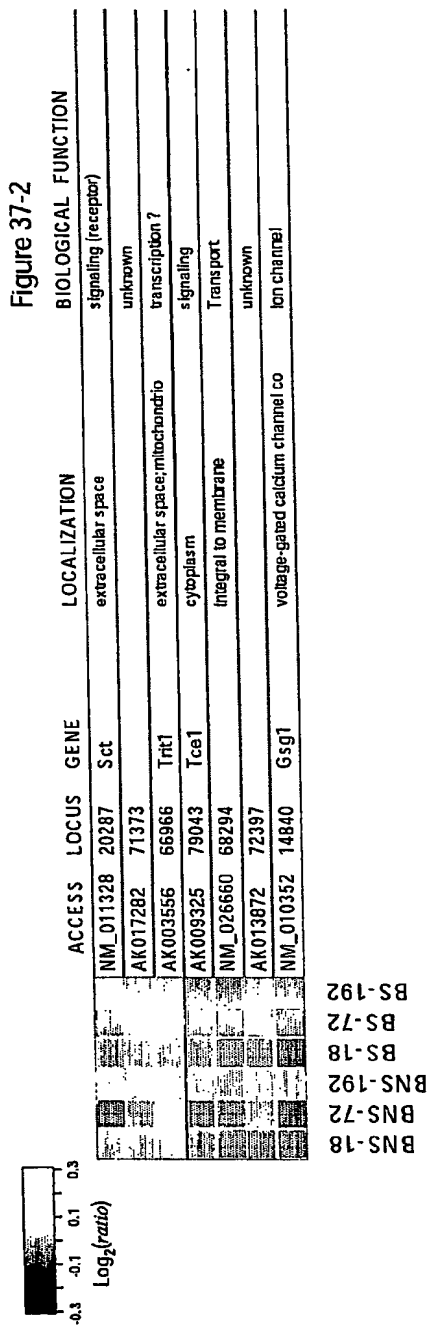 Figure 37-2
-0.3 -0.1 0.1 0.3
Log₂(ratio)
ACCESS LOCUS GENE LOCALIZATION BIOLOGICAL FUNCTION
NM_011328 20287 Sct extracellular space signaling (receptor)
AK017282 71373 unknown
AK003556 66966 Trit1 extracellular space;mitochondrio transcription ?
AK009325 79043 Tce1 cytoplasm signaling
NM_026660 68294 Integral to membrane Transport
AK013872 72397 unknown
NM_010352 14840 Gsg1 voltage-gated calcium channel co Ion channel
BNS-18
BNS-72
BNS-192
BS-18
BS-72
BS-192